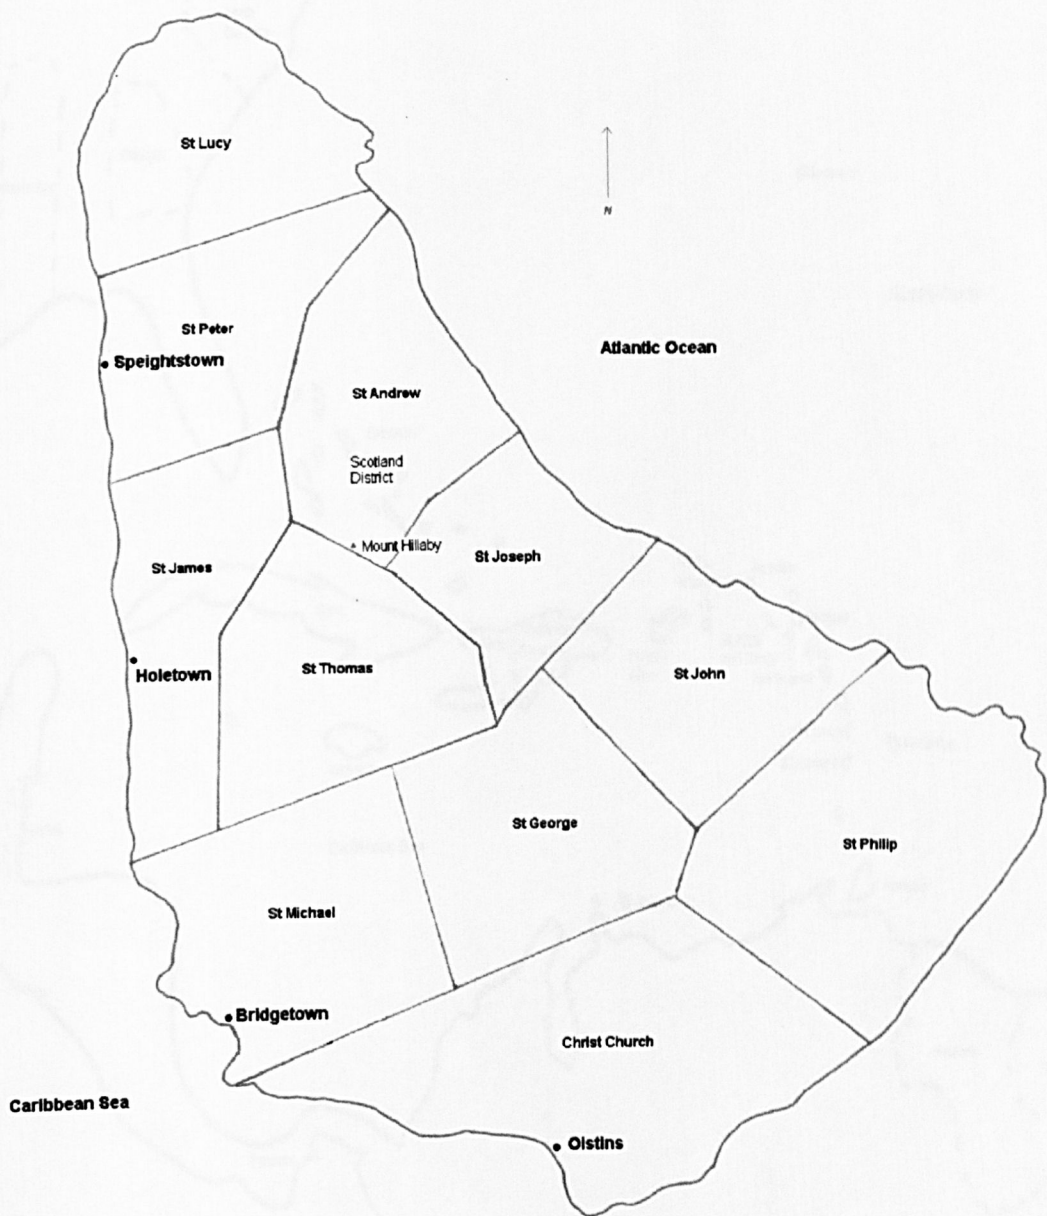 St Lucy
N
St Peter
Speightstown
Atlantic Ocean
St Andrew
Scotland
District
Mount Hillaby
St Joseph
St James
St Thomas
Holetown
St John
St George
St Philip
St Michael
Bridgetown
Christ Church
Caribbean Sea
Oistins